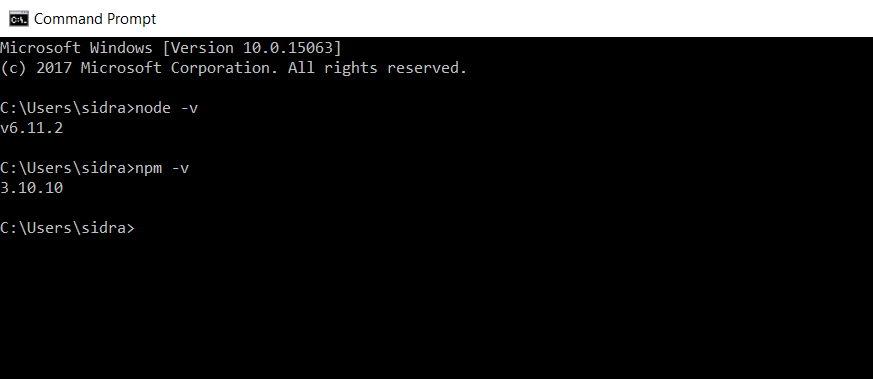 Command Prompt
Microsoft Windows [Version 10.0.15063]
(c) 2017 Microsoft Corporation. All rights reserved.
C:\Users\sidra>node -v
v6.11.2
C:\Users\sidra>npm -v
3.10.10
C:\Users\sidra>